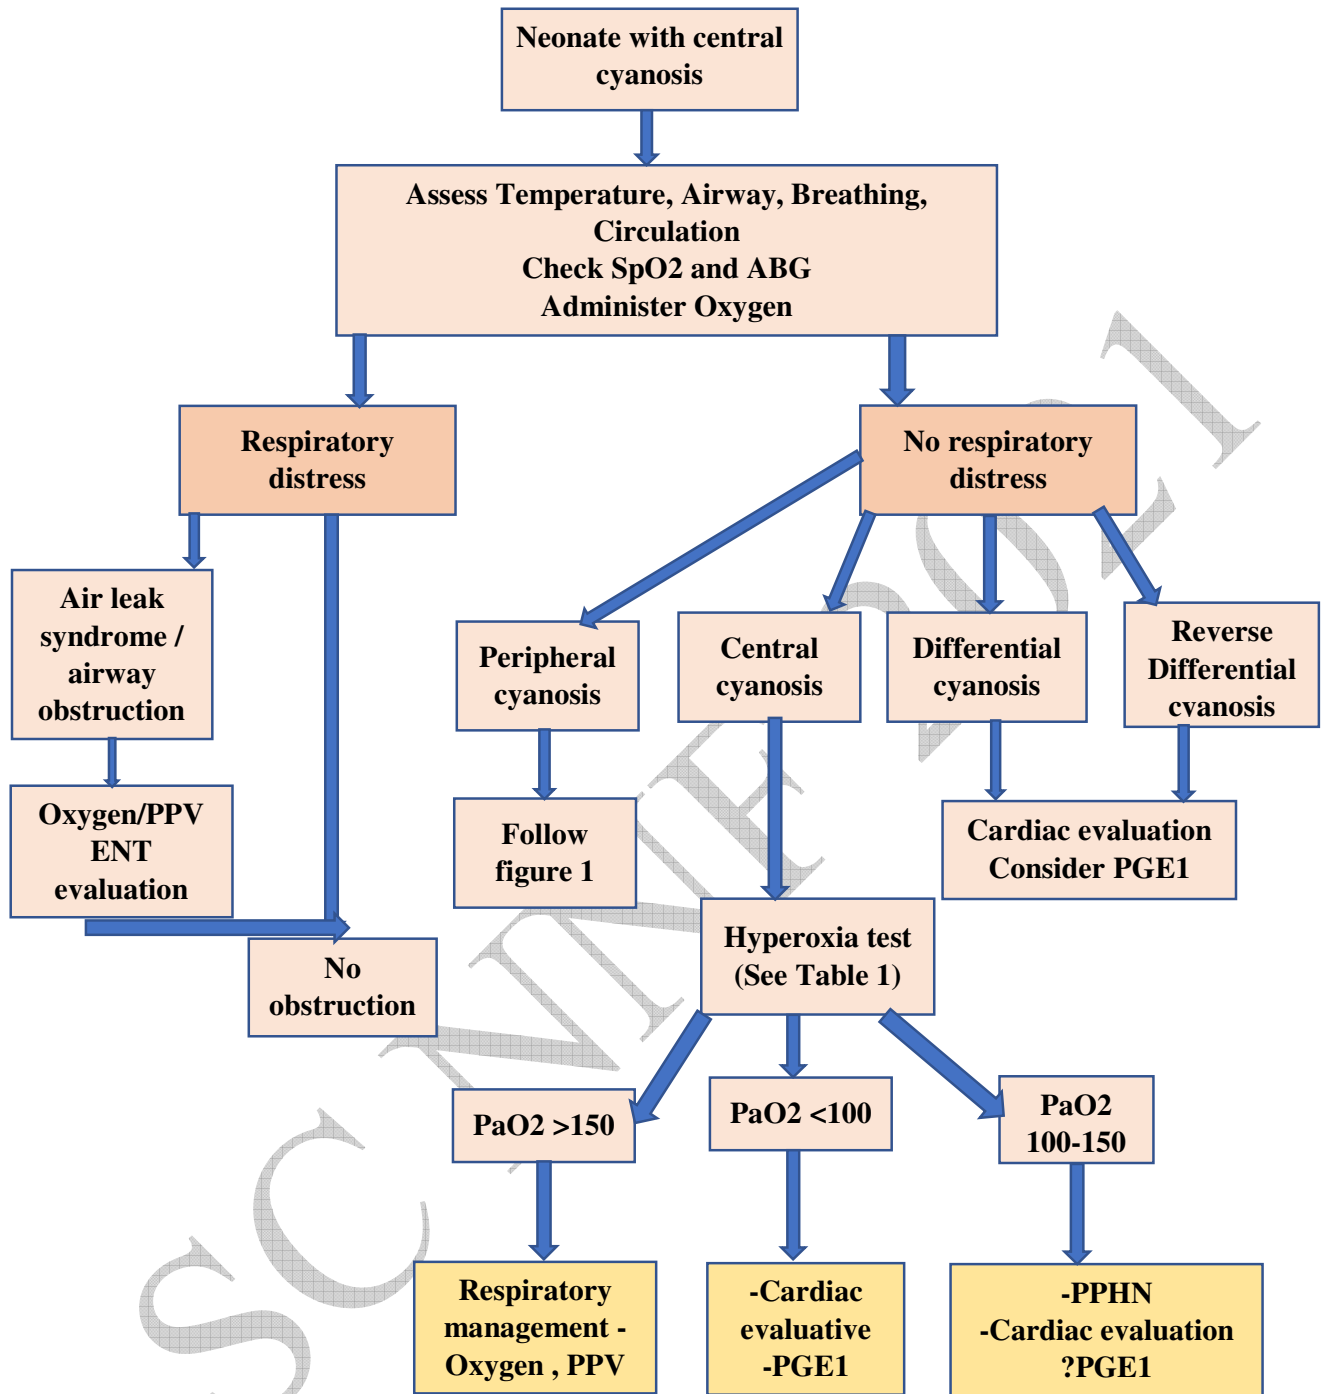 Neonate with central
cyanosis
Assess Temperature, Airway, Breathing,
Circulation
Check SpO2 and ABG
Administer Oxygen
Respiratory
distress
No respiratory
distress
Air leak
syndrome /
airway
obstruction
Peripheral
cyanosis
Central
cyanosis
Differential
cyanosis
Reverse
Differential
cyanosis
Oxygen/PPV
ENT
evaluation
Follow
figure 1
Cardiac evaluation
Consider PGE1
No
obstruction
Hyperoxia test
(See Table 1)
PaO2 >150
PaO2 <100
PaO2
100-150
Respiratory
management -
Oxygen , PPV
-Cardiac
evaluative
-PGE1
-PPHN
-Cardiac evaluation
?PGE1
SC MNF 2021